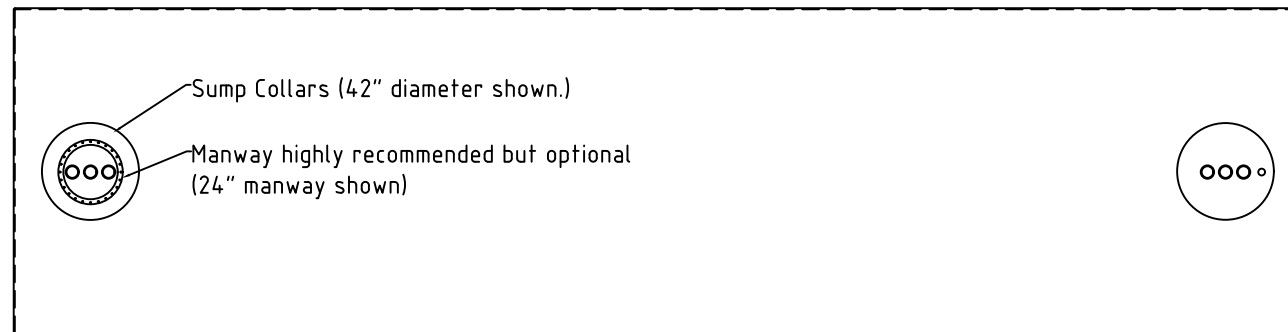 Sump Collars (42" diameter shown.)
Manway highly recommended but optional
(24" manway shown)